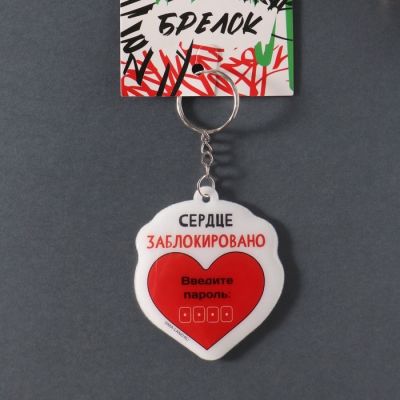 БРЕЛОК
СЕРДЦЕ
ЗАБЛОКИРОВАНО
Введите
пароль:
* * * *